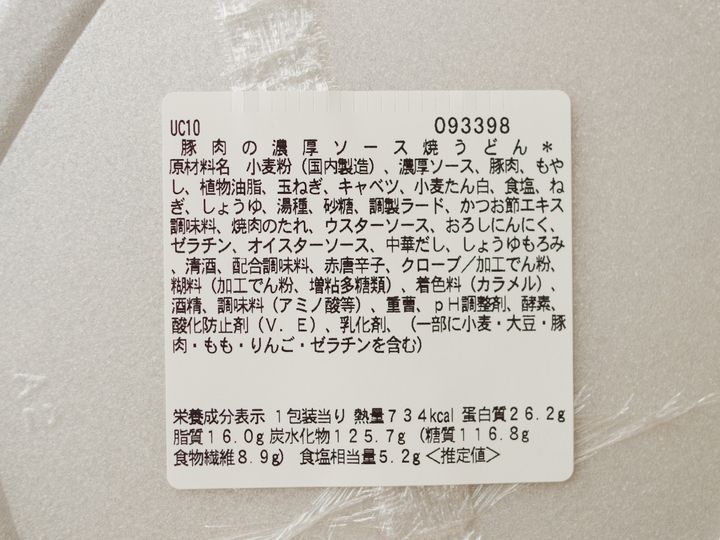 UC10 093398
豚肉の濃厚ソース焼うどん＊
原材料名　小麦粉（国内製造）、濃厚ソース、豚肉、もや
し、植物油脂、玉ねぎ、キャベツ、小麦たん白、食塩、ね
ぎ、しょうゆ、湯種、砂糖、調製ラード、かつお節エキス
調味料、焼肉のたれ、ウスターソース、おろしにんにく、
ゼラチン、オイスターソース、中華だし、しょうゆもろみ
、清酒、配合調味料、赤唐辛子、クローブ／加工でん粉、
糊料（加工でん粉、増粘多糖類）、着色料（カラメル）、
酒精、調味料（アミノ酸等）、重曹、ｐＨ調整剤、酵素、
酸化防止剤（Ｖ．Ｅ）、乳化剤、（一部に小麦・大豆・豚
肉・もも・りんご・ゼラチンを含む）
栄養成分表示　１包装当り　熱量７３４kcal　蛋白質２６.２g
脂質１６.０g 炭水化物１２５.７g （糖質１１６.８g
食物繊維８.９g）　食塩相当量５.２g ＜推定値＞